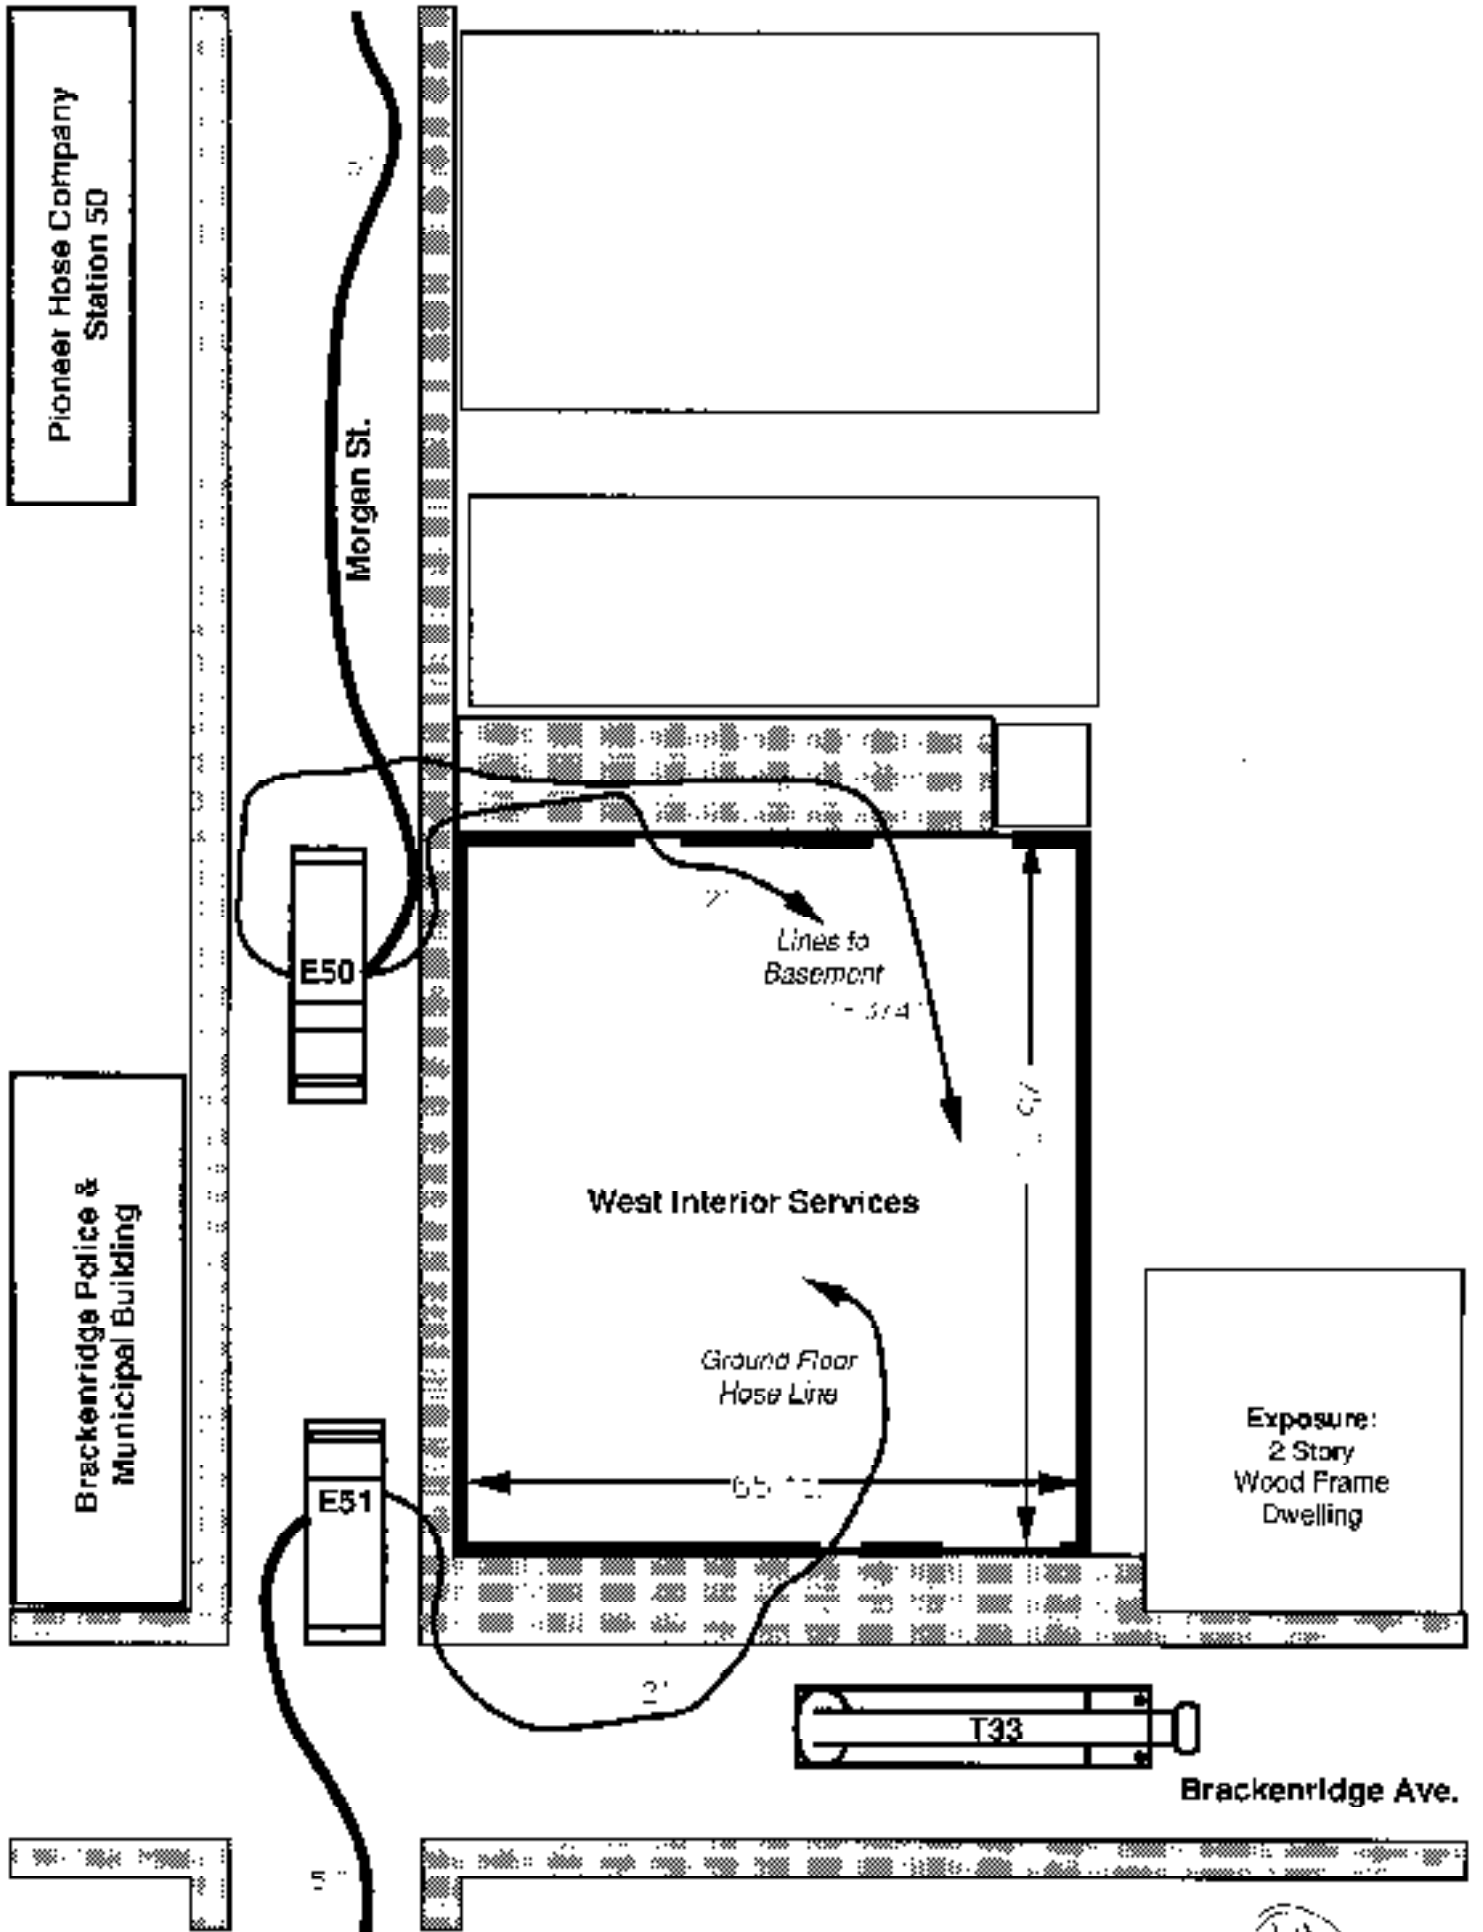 Pioneer Hose Company
Station 50
Morgan St.
E50
Lines to
Basement
West Interior Services
Brackenridge Police &
Municipal Building
Ground Floor
Hose Line
E51
Exposure:
2 Story
Wood Frame
Dwelling
T33
Brackenridge Ave.